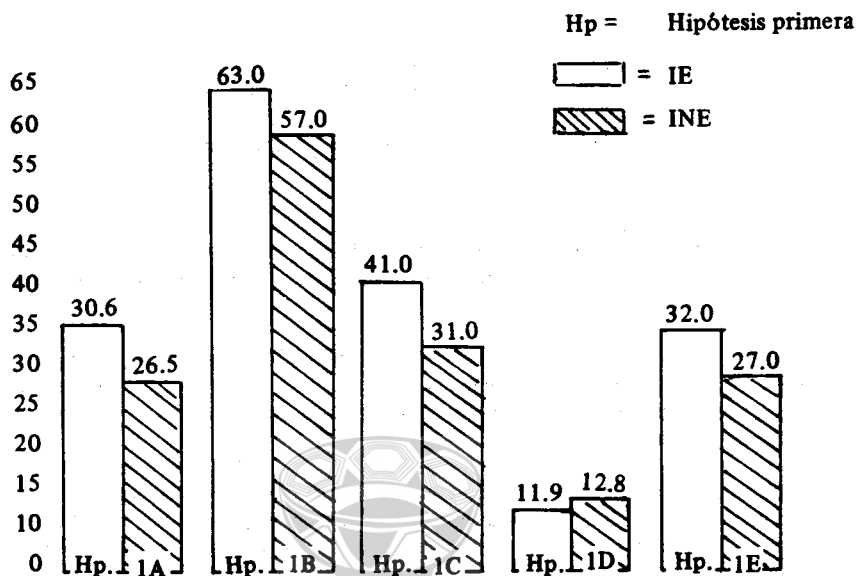 Hp = Hipótesis primera
= IE
= INE
65
60
55
50
45
40
35
30
25
20
15
10
0
63.0
57.0
41.0
30.6
31.0
32.0
26.5
27.0
11.9
12.8
Hp. 1A
Hp. 1B
Hp. 1C
Hp. 1D
Hp. 1E